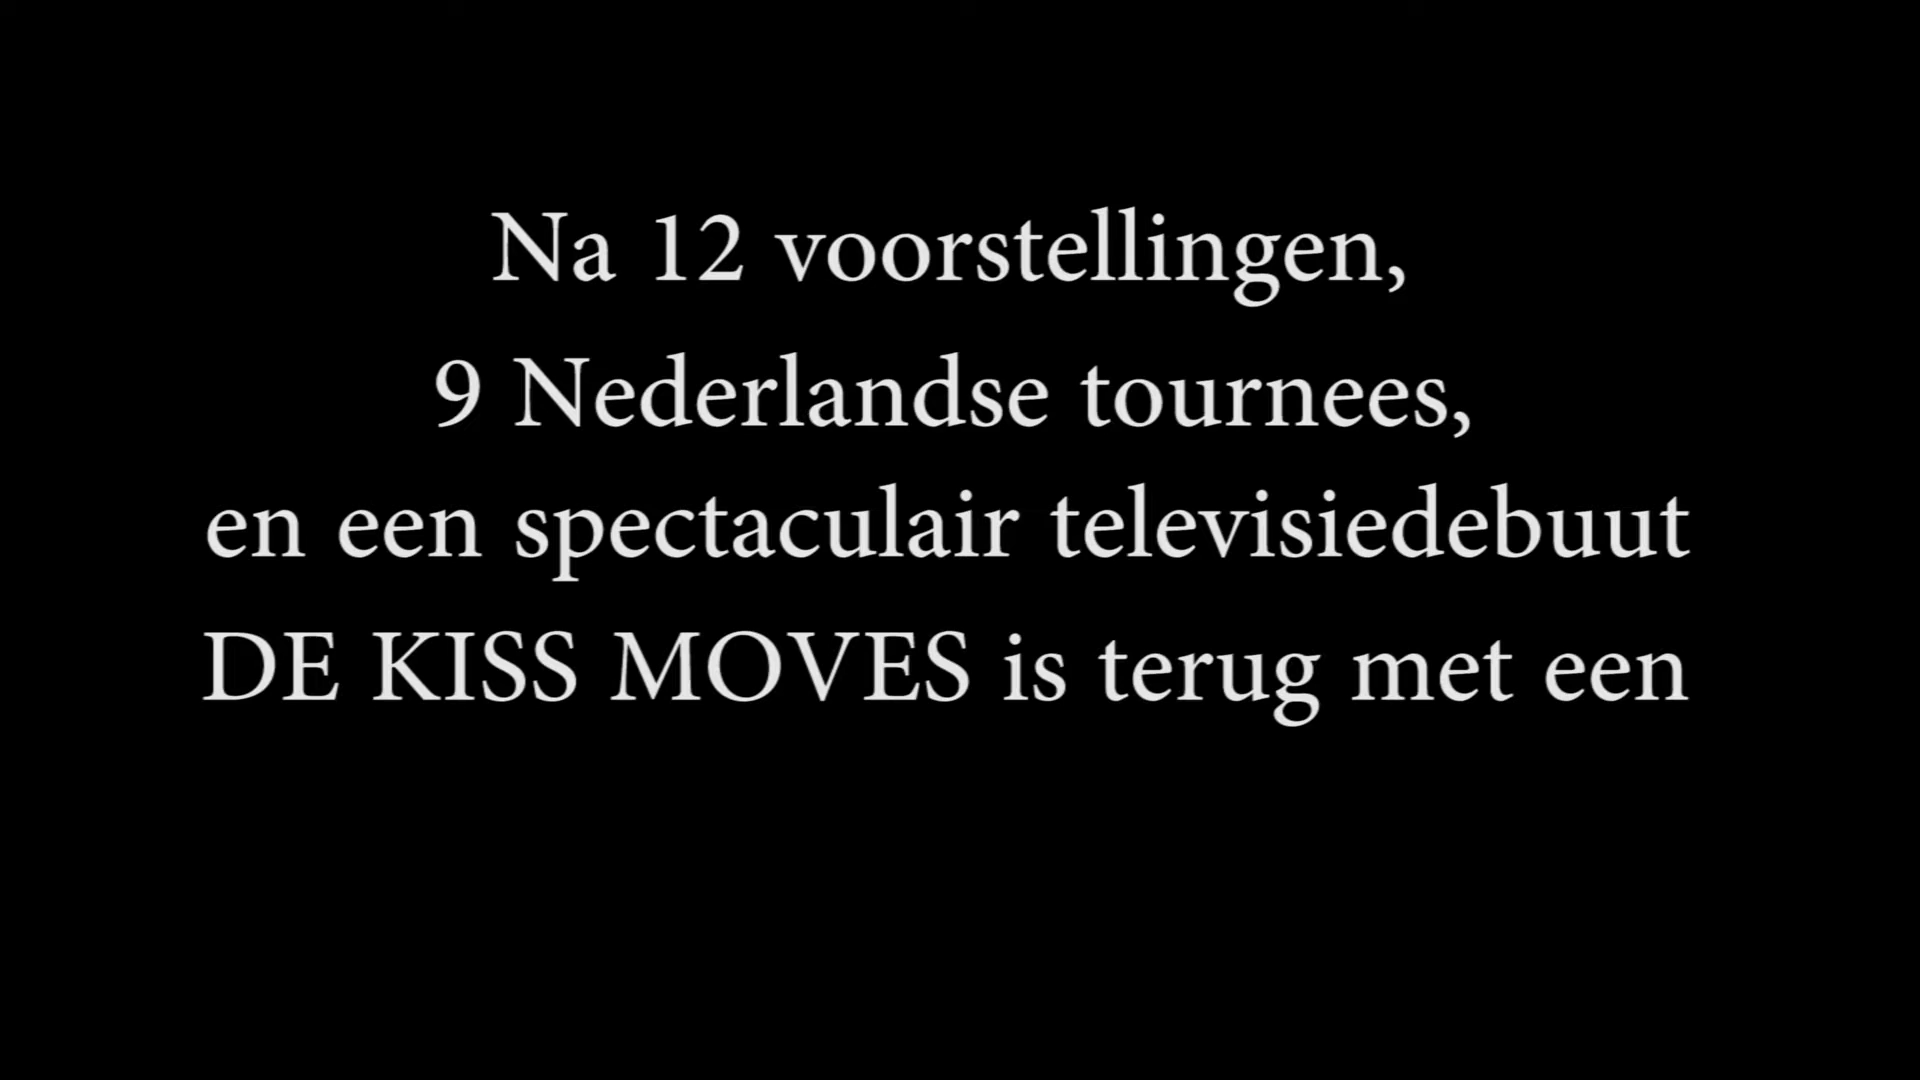 Na 12 voorstellingen,
9 Nederlandse tournees,
en een spectaculair televisiedebuut
DE KISS MOVES is terug met een